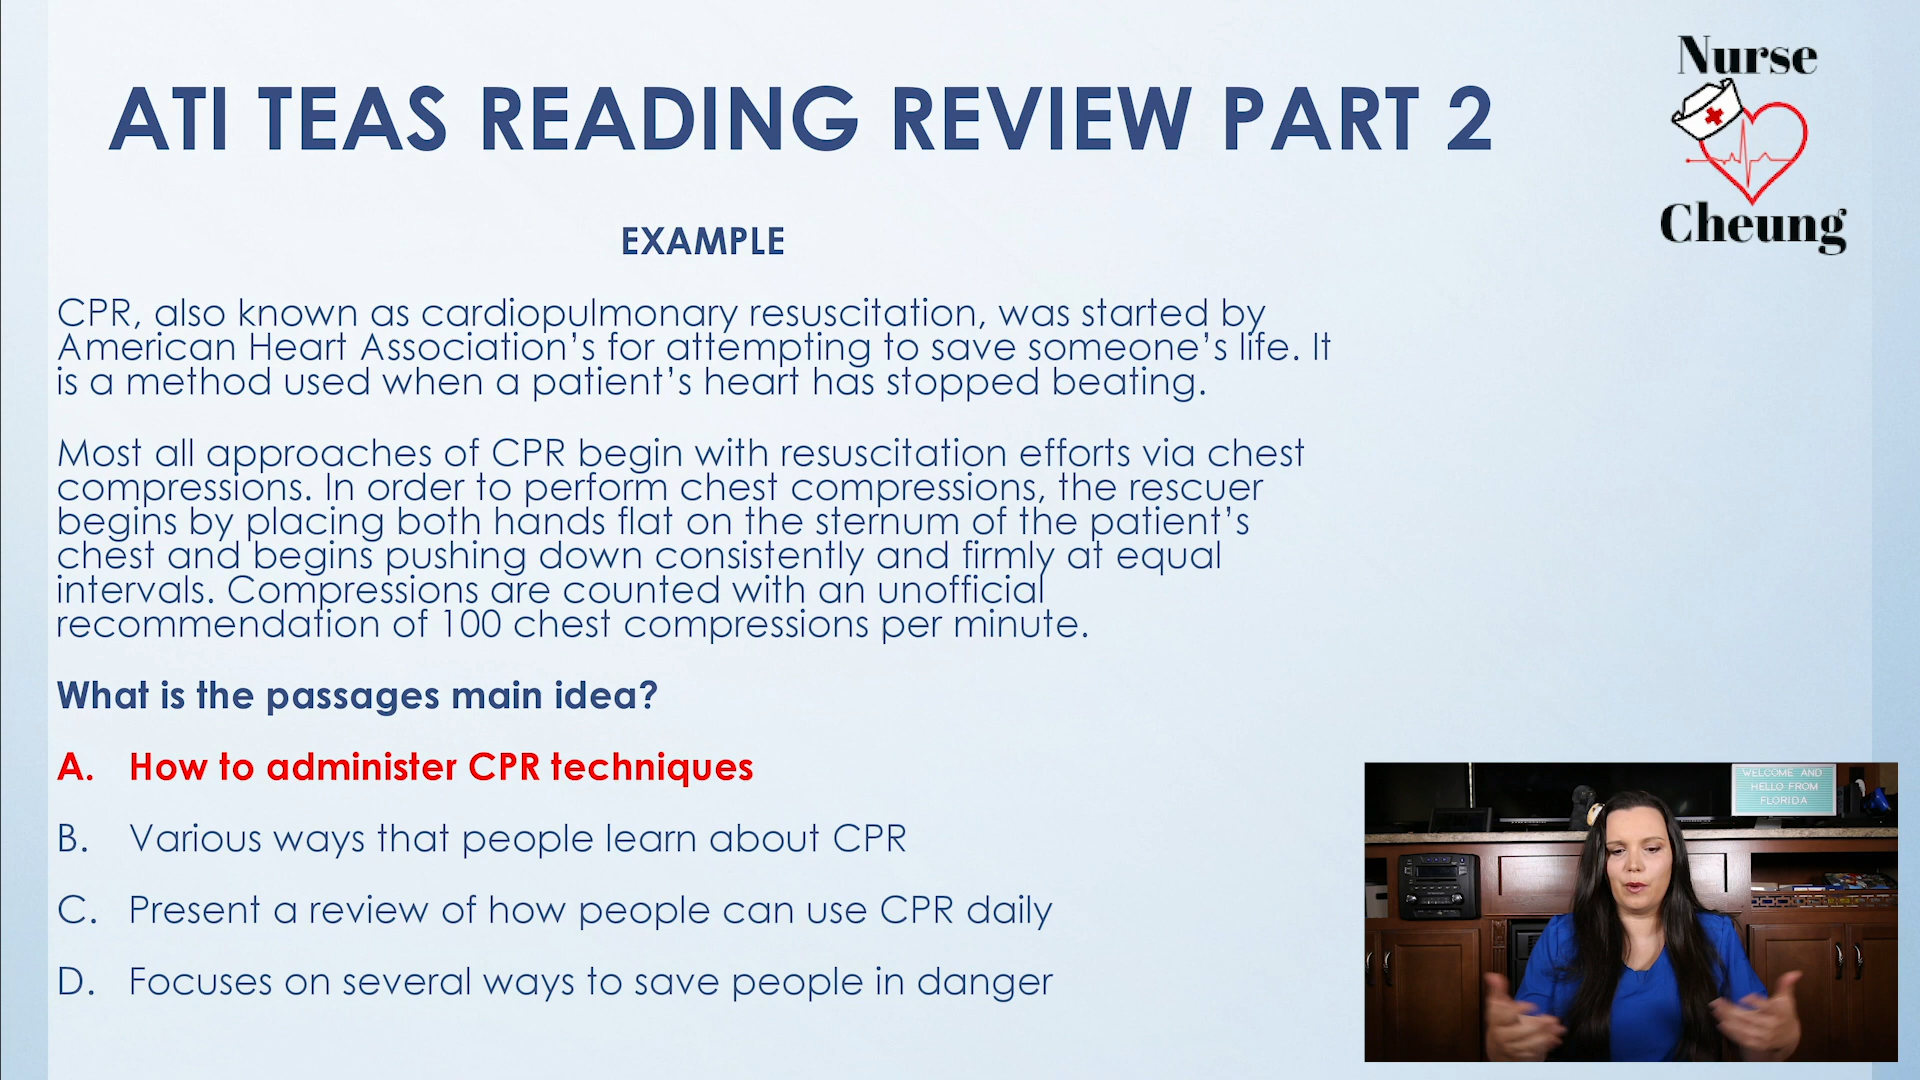 ATI TEAS READING REVIEW PART 2
Nurse
Cheung
EXAMPLE
CPR, also known as cardiopulmonary resuscitation, was started by
American Heart Association’s for attempting to save someone’s life. It
is a method used when a patient’s heart has stopped beating.
Most all approaches of CPR begin with resuscitation efforts via chest
compressions. In order to perform chest compressions, the rescuer
begins by placing both hands flat on the sternum of the patient’s
chest and begins pushing down consistently and firmly at equal
intervals. Compressions are counted with an unofficial
recommendation of 100 chest compressions per minute.
What is the passages main idea?
A. How to administer CPR techniques
B. Various ways that people learn about CPR
C. Present a review of how people can use CPR daily
D. Focuses on several ways to save people in danger
WELCOME AND
HELLO FROM
FLORIDA